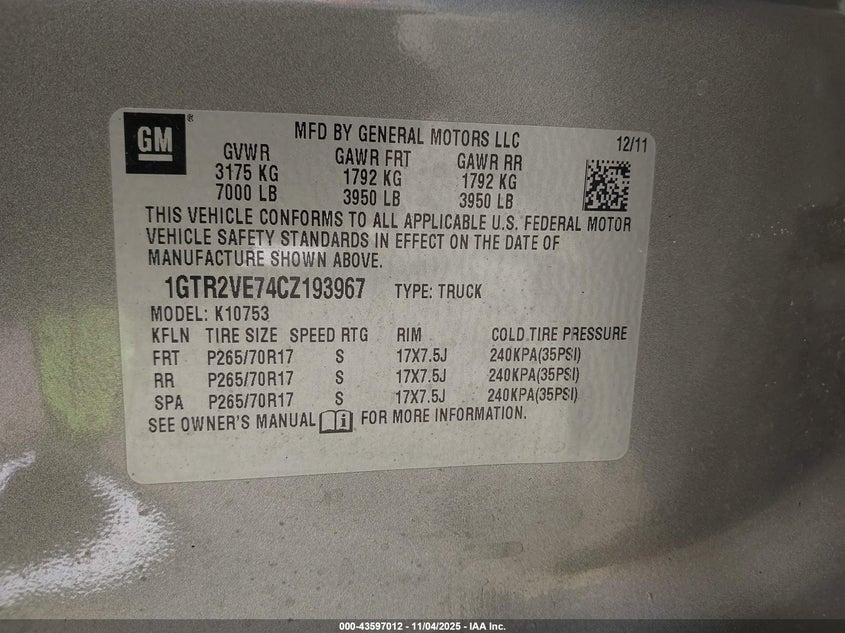 GM ®
MFD BY GENERAL MOTORS LLC 12/11
GVWR GAWR FRT GAWR RR
3175 KG 1792 KG 1792 KG
7000 LB 3950 LB 3950 LB
THIS VEHICLE CONFORMS TO ALL APPLICABLE U.S. FEDERAL MOTOR
VEHICLE SAFETY STANDARDS IN EFFECT ON THE DATE OF
MANUFACTURE SHOWN ABOVE.
1GTR2VE74CZ193967 TYPE: TRUCK
MODEL: K10753
KFLN TIRE SIZE SPEED RTG RIM COLD TIRE PRESSURE
FRT P265/70R17 S 17X7.5J 240KPA(35PSI)
RR P265/70R17 S 17X7.5J 240KPA(35PSI)
SPA P265/70R17 S 17X7.5J 240KPA(35PSI)
SEE OWNER'S MANUAL i FOR MORE INFORMATION.
000-43597012 - 11/04/2025 - IAA Inc.